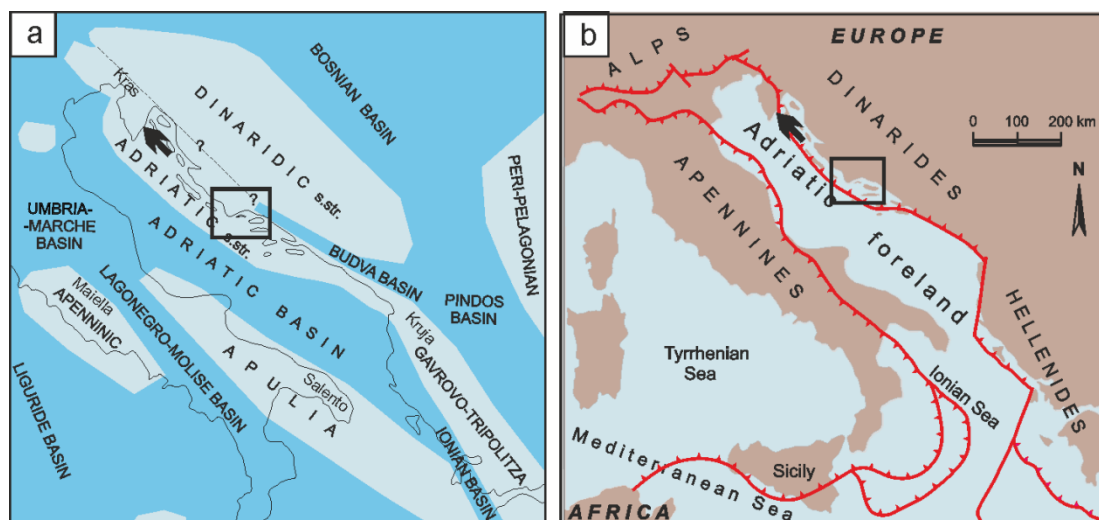 a
Kras
BOSNIAN BASIN
DINARIDIC s.str.
?
ADRIATIC s.str.
?
PERI-PELAGONIAN
UMBRIA-
-MARCHE
BASIN
ADRIATIC BASIN
BUDVA BASIN
PINDOS
BASIN
Maiella
APENNINIC
LAGONEGRO-MOLISE BASIN
Kruja
GAVROVO-TRIPOLITZA
APULIA
Salento
LIGURIDE BASIN
IONIAN BASIN
b
EUROPE
ALPS
DINARIDES
0 100 200 km
N
Adriatic
foreland
APENNINES
HELLENIDES
Tyrrhenian
Sea
Ionian Sea
Mediterranean Sea
Sicily
AFRICA